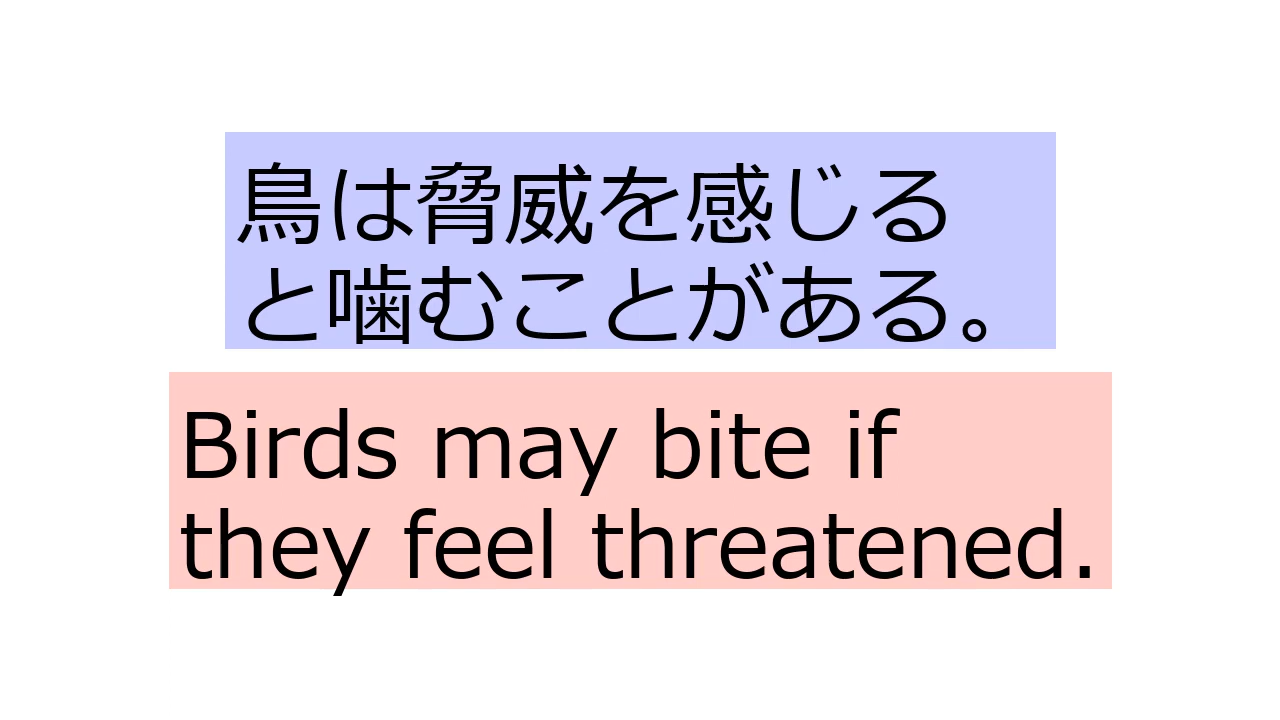 鳥は脅威を感じる
と噛むことがある。
Birds may bite if
they feel threatened.